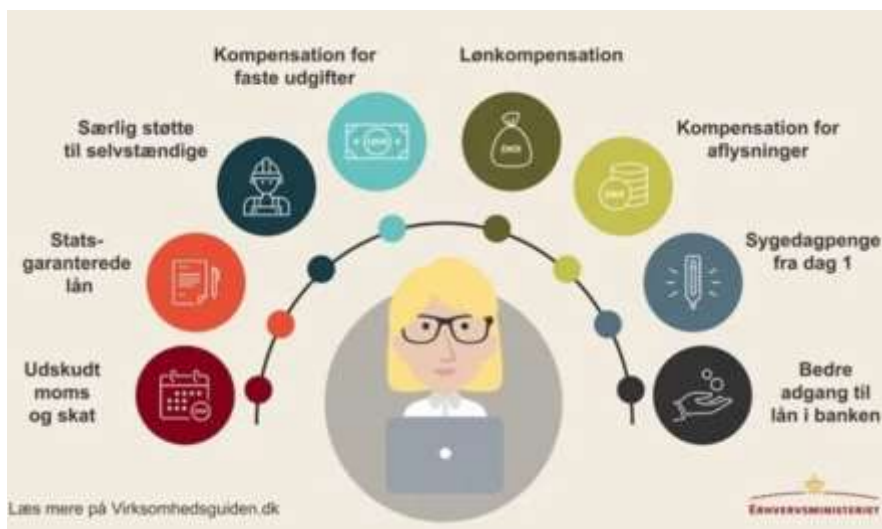 Kompensation for
faste udgifter
Lønkompensation
Særlig støtte
til selvstændige
Kompensation for
aflysninger
Stats-
garanterede
lån
Sygedagpenge
fra dag 1
Udskudt
moms
og skat
Bedre
adgang til
lån i banken
Læs mere på Virksomhedsguiden.dk
ERHVERVSMINISTERIET